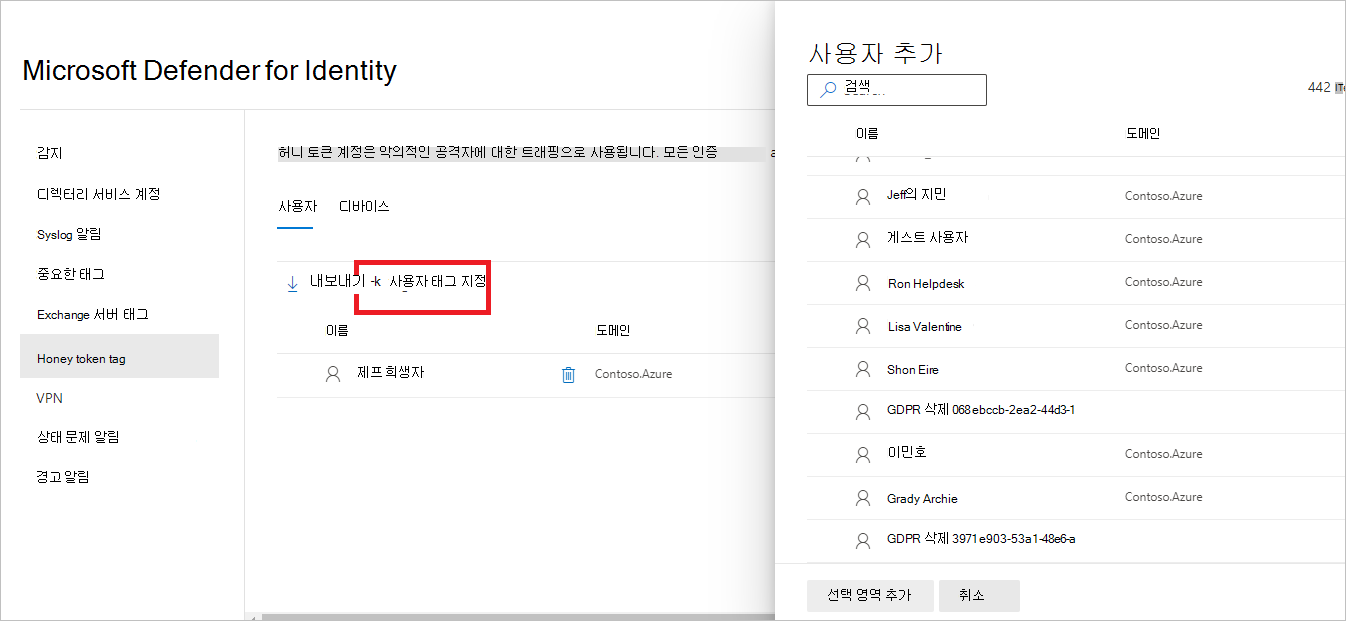 Microsoft Defender for Identity
감지
디렉터리 서비스 계정
Syslog 알림
중요한 태그
Exchange 서버 태그
Honey token tag
VPN
상태 문제 알림
경고 알림
허니 토큰 계정은 악의적인 공격자에 대한 트래핑으로 사용됩니다. 모든 인증 a
사용자 디바이스
내보내기 -k 사용자 태그 지정
이름 도메인
제프 희생자 Contoso.Azure
사용자 추가
검색
442 Ite
이름 도메인
Jeff의 지민 Contoso.Azure
게스트 사용자 Contoso.Azure
Ron Helpdesk Contoso.Azure
Lisa Valentine Contoso.Azure
Shon Eire Contoso.Azure
GDPR 삭제 068ebccb-2ea2-44d3-1
이민호 Contoso.Azure
Grady Archie Contoso.Azure
GDPR 삭제 3971e903-53a1-48e6-a
선택 영역 추가 취소